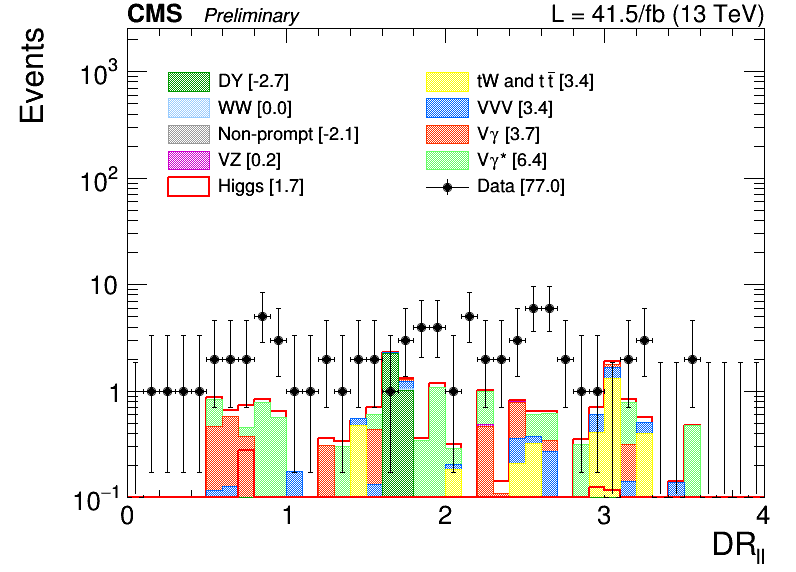 CMS Preliminary L = 41.5/fb (13 TeV)
Events
DY [-2.7]
WW [0.0]
Non-prompt [-2.1]
VZ [0.2]
Higgs [1.7]
tW and tt̅ [3.4]
VVV [3.4]
Vγ [3.7]
Vγ* [6.4]
Data [77.0]
10³
10²
10
1
10⁻¹
0 1 2 3 4
DR_ll